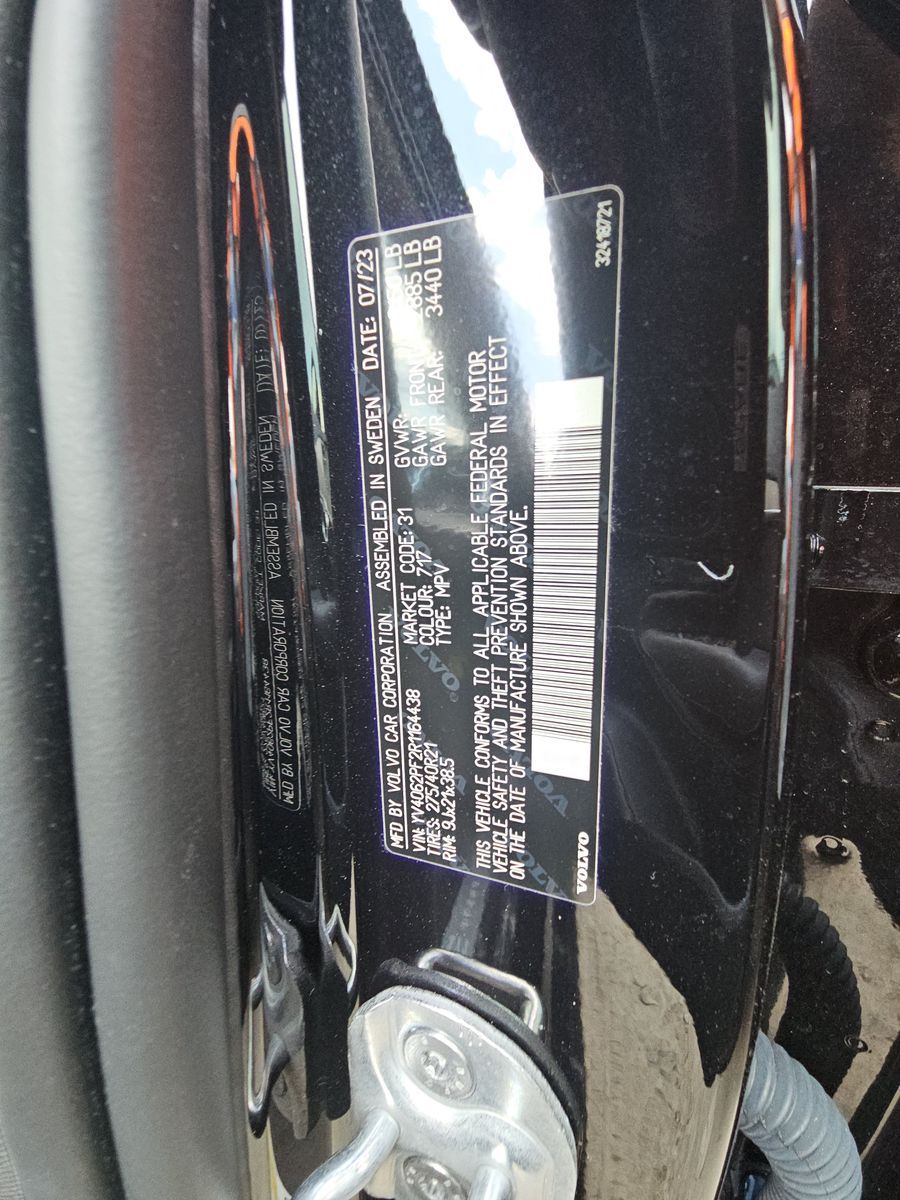 MFD BY VOLVO CAR CORPORATION ASSEMBLED IN SWEDEN DATE: 07/23
VIN: YV4062PF2R1164438 MARKET CODE: 31 GVWR: LB
TIRES: 275/40R21 COLOUR: 717 GAWR FRONT: 2885 LB
RIM: 9Jx21x38.5 TYPE: MPV GAWR REAR: 3440 LB
THIS VEHICLE CONFORMS TO ALL APPLICABLE FEDERAL MOTOR
VEHICLE SAFETY AND THEFT PREVENTION STANDARDS IN EFFECT
ON THE DATE OF MANUFACTURE SHOWN ABOVE.
VOLVO 32418721